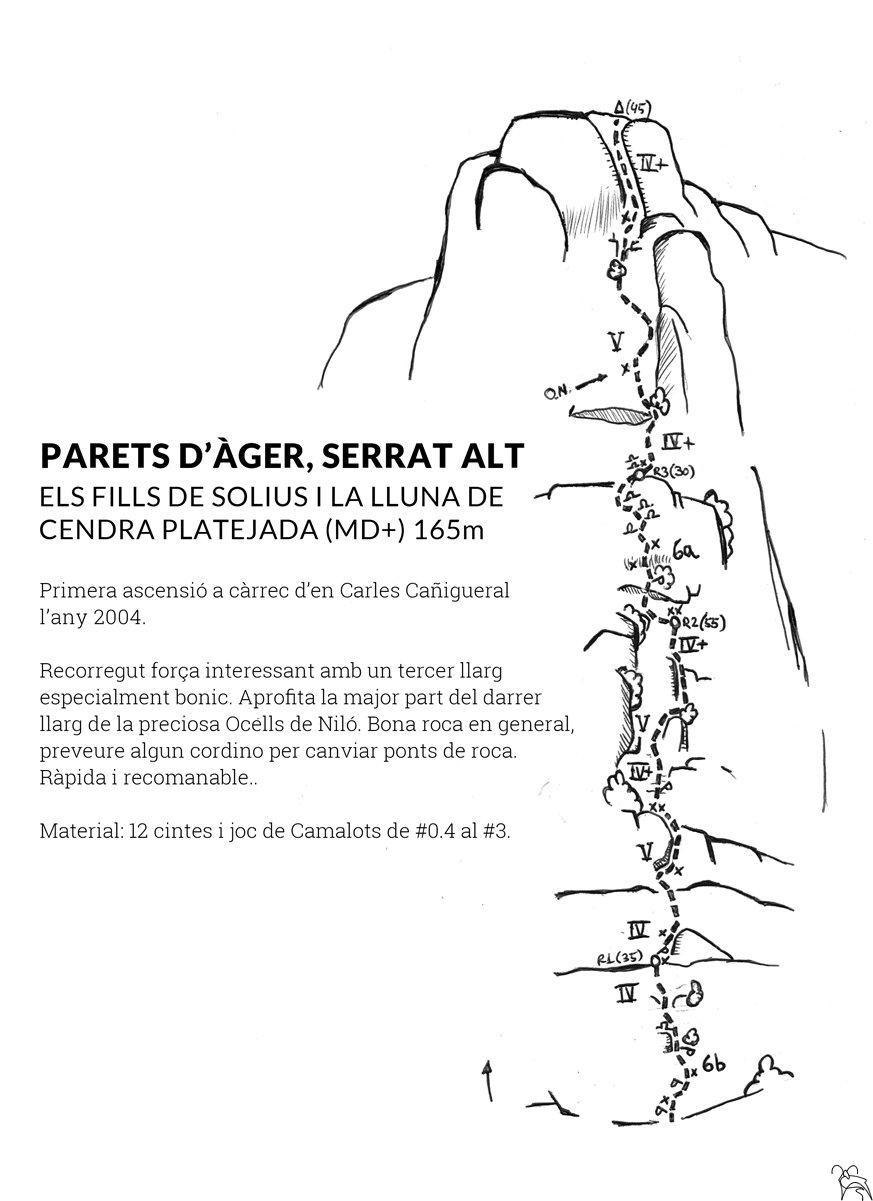 Δ(45)
IV+
V
O.N.
IV+
R3(30)
6a
R2(55)
IV+
V
IV+
V
IV
R1(35)
IV
6b
PARETS D'ÀGER, SERRAT ALT
ELS FILLS DE SOLIUS I LA LLUNA DE
CENDRA PLATEJADA (MD+) 165m
Primera ascensió a càrrec d'en Carles Cañigueral
l'any 2004.
Recorregut força interessant amb un tercer llarg
especialment bonic. Aprofita la major part del darrer
llarg de la preciosa Ocells de Niló. Bona roca en general,
preveure algun cordino per canviar ponts de roca.
Ràpida i recomanable..
Material: 12 cintes i joc de Camalots de #0.4 al #3.